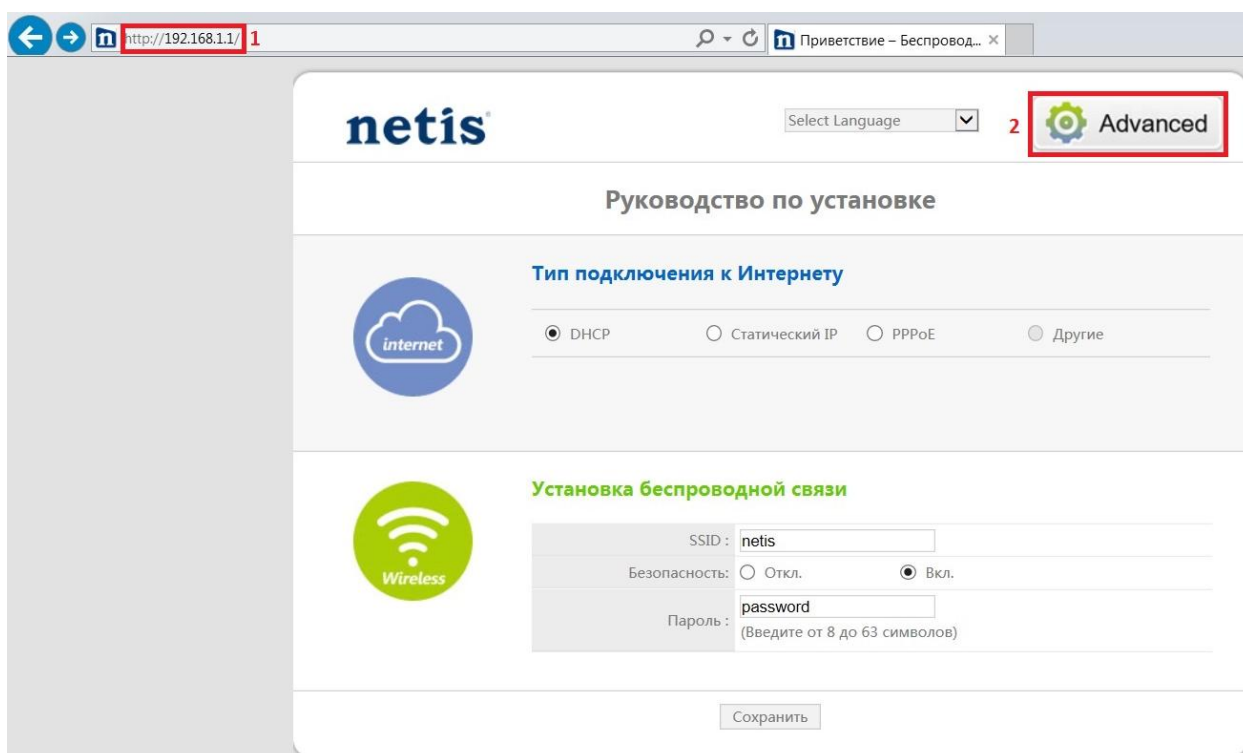 http://192.168.1.1/ 1 Приветствие – Беспровод...
netis Select Language 2 Advanced
Руководство по установке
Тип подключения к Интернету
internet
DHCP Статический IP PPPoE Другие
Установка беспроводной связи
Wireless
SSID : netis
Безопасность: Откл. Вкл.
Пароль : password
(Введите от 8 до 63 символов)
Сохранить